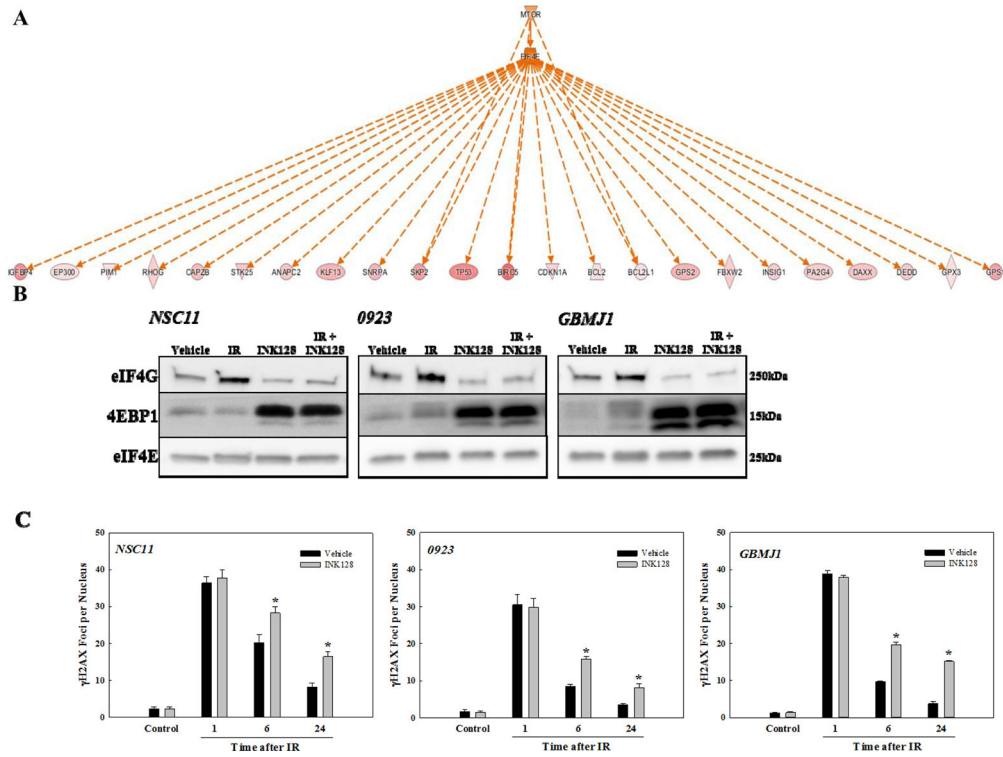 A
MTOR
EIF4E
IGFBP4 EP300 PIM1 RHOG CAPZB STK25 ANAPC2 KLF13 SNRPA SKP2 TP53 BIRC5 CDKN1A BCL2 BCL2L1 GPS2 FBXW2 INSIG1 PA2G4 DAXX DEDD GPX3 GPS1
B
NSC11 0923 GBMJ1
Vehicle IR INK128 IR + INK128 Vehicle IR INK128 IR + INK128 Vehicle IR INK128 IR + INK128
eIF4G 250kDa
4EBP1 15kDa
eIF4E 25kDa
C
NSC11
Vehicle
INK128
γH2AX Foci per Nucleus
50
40
30
20
10
0
* *
Control 1 6 24
Time after IR
0923
Vehicle
INK128
γH2AX Foci per Nucleus
50
40
30
20
10
0
* *
Control 1 6 24
Time after IR
GBMJ1
Vehicle
INK128
γH2AX Foci per Nucleus
50
40
30
20
10
0
* *
Control 1 6 24
Time after IR